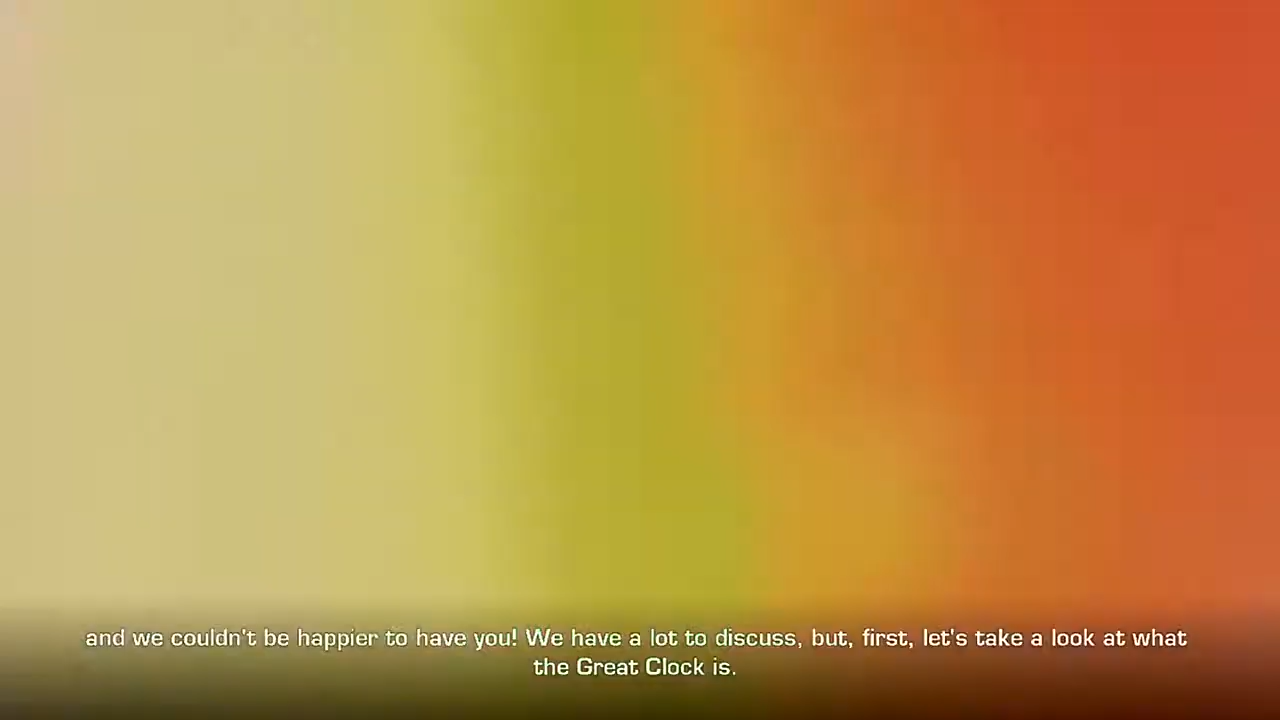 and we couldn't be happier to have you! We have a lot to discuss, but, first, let's take a look at what
the Great Clock is.